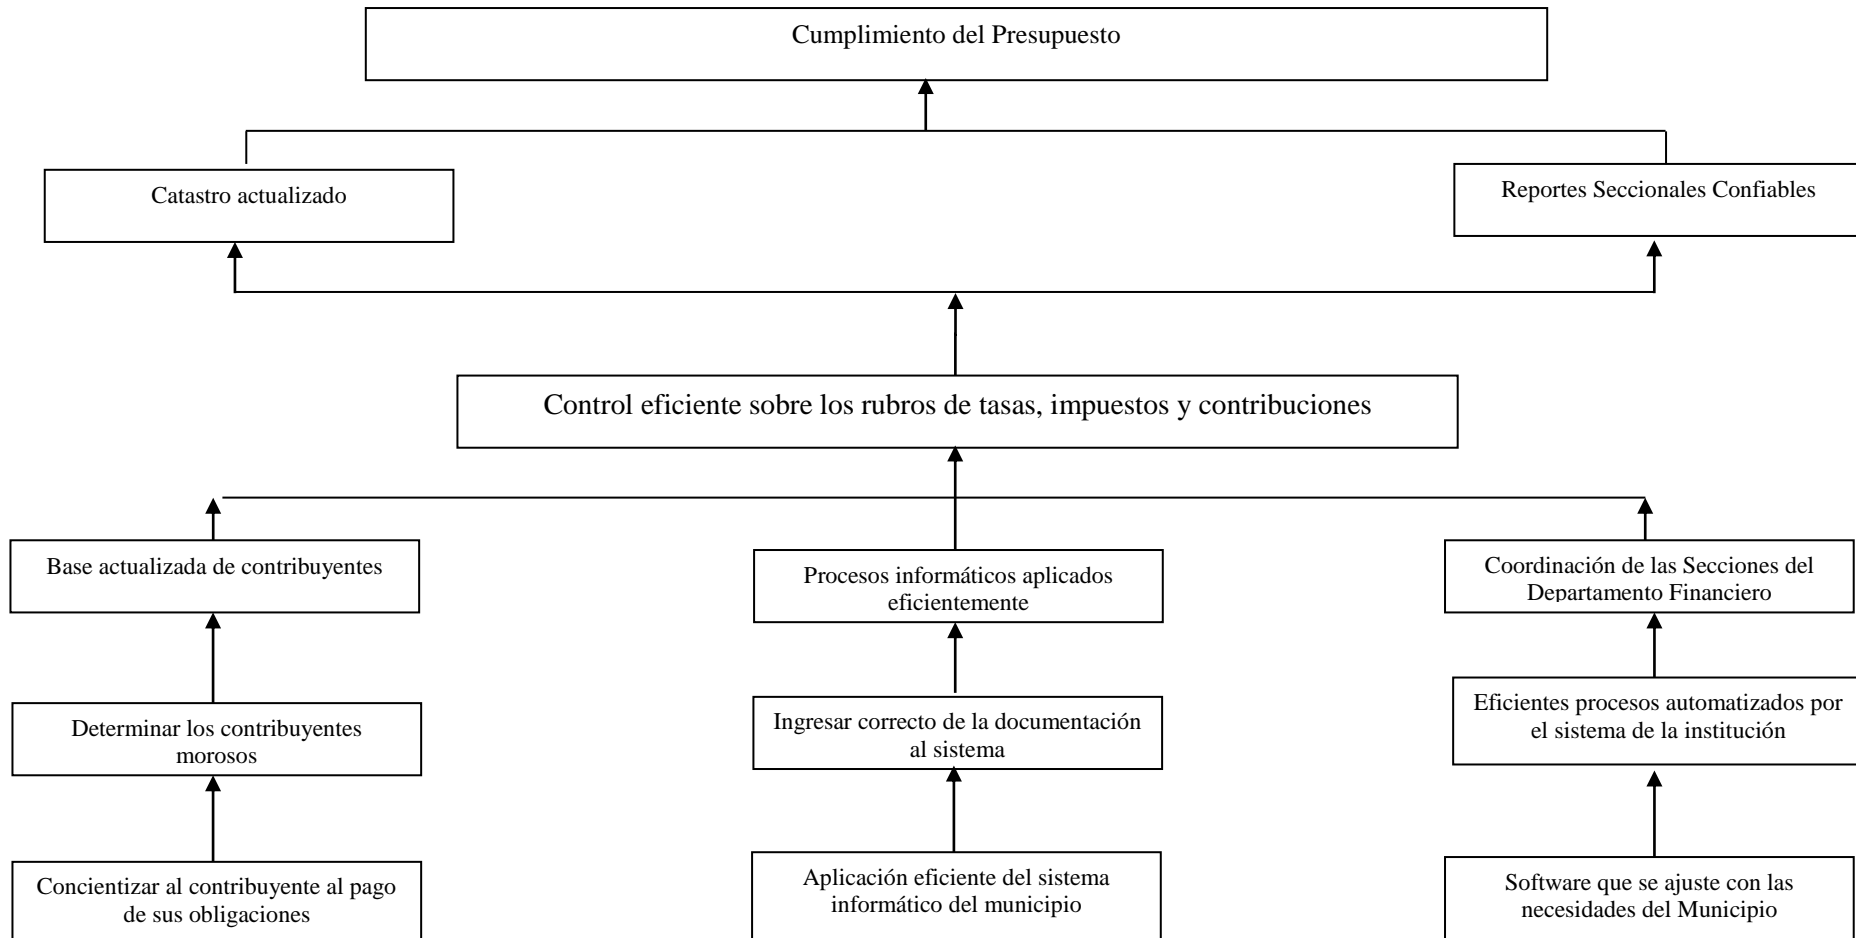 Cumplimiento del Presupuesto
Catastro actualizado
Reportes Seccionales Confiables
Control eficiente sobre los rubros de tasas, impuestos y contribuciones
Base actualizada de contribuyentes
Procesos informáticos aplicados
eficientemente
Coordinación de las Secciones del
Departamento Financiero
Determinar los contribuyentes
morosos
Ingresar correcto de la documentación
al sistema
Eficientes procesos automatizados por
el sistema de la institución
Concientizar al contribuyente al pago
de sus obligaciones
Aplicación eficiente del sistema
informático del municipio
Software que se ajuste con las
necesidades del Municipio